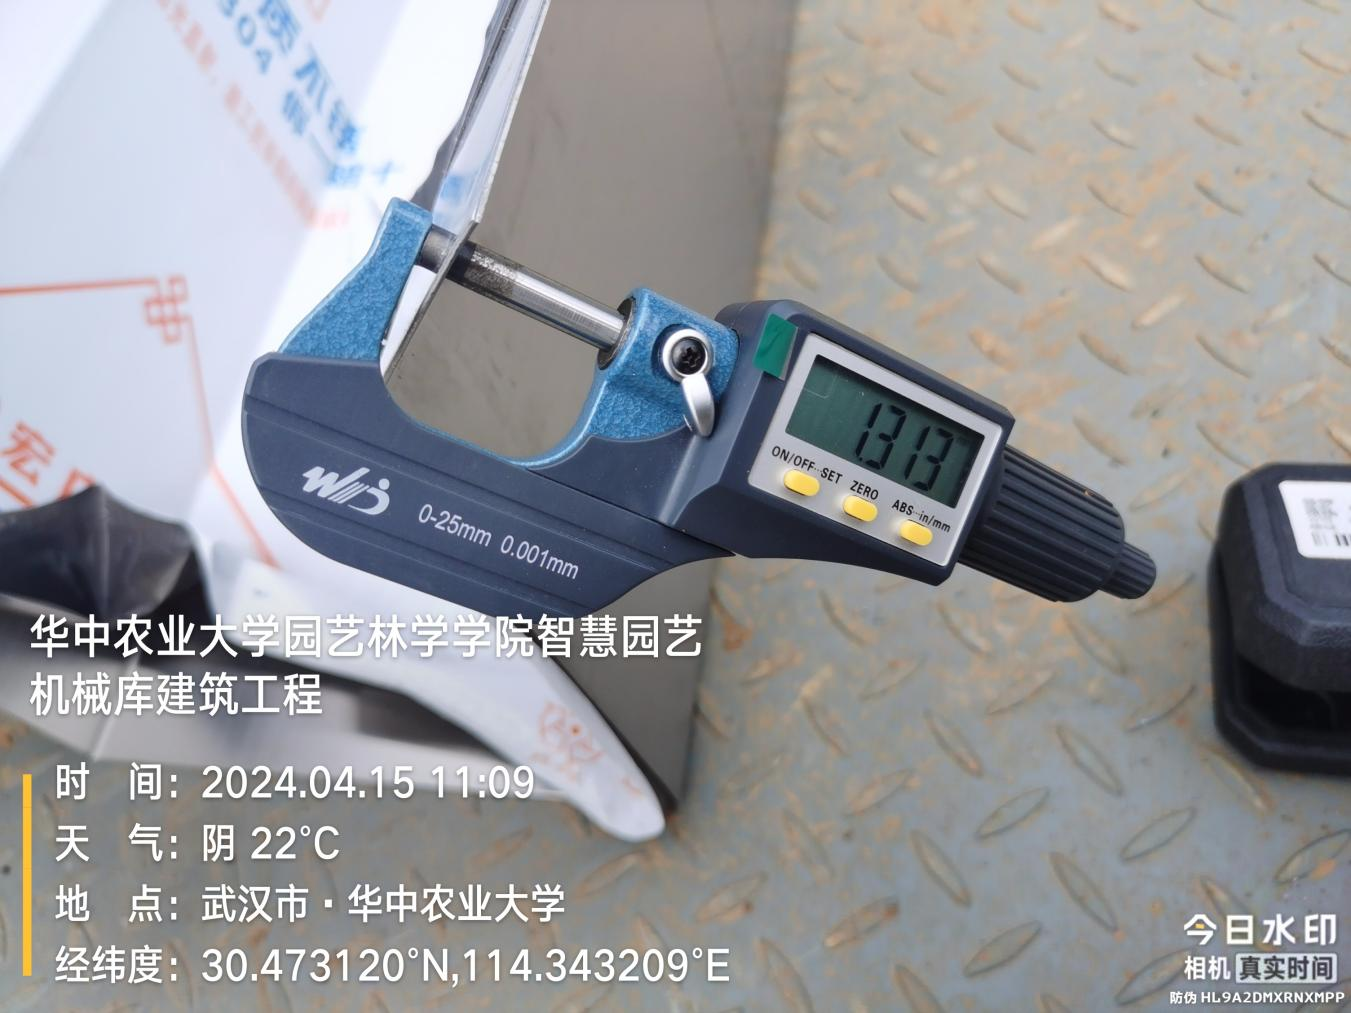 304
1.313
ON/OFF···SET
ZERO
ABS···in/mm
0-25mm 0.001mm
宏
华中农业大学园艺林学学院智慧园艺
机械库建筑工程
时 间：2024.04.15 11:09
天 气：阴 22°C
地 点：武汉市·华中农业大学
经纬度：30.473120°N,114.343209°E
今日水印
相机 真实时间
防伪 HL9A2DMXRNXMPP